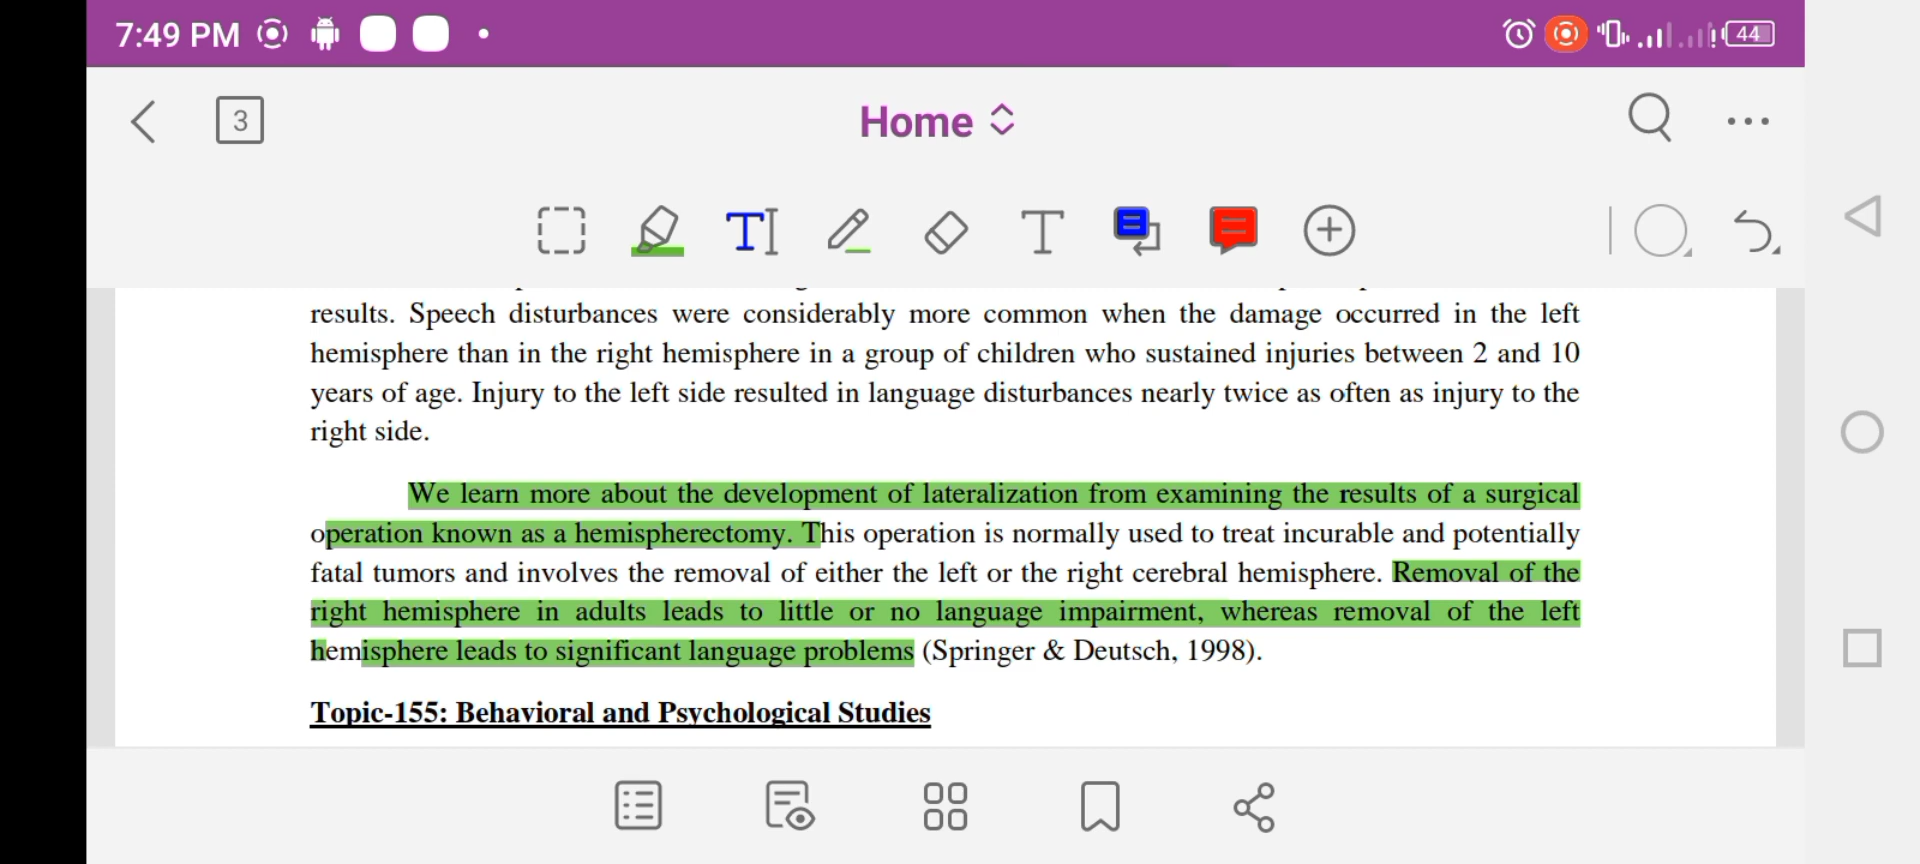 7:49 PM
44
3
Home
results. Speech disturbances were considerably more common when the damage occurred in the left
hemisphere than in the right hemisphere in a group of children who sustained injuries between 2 and 10
years of age. Injury to the left side resulted in language disturbances nearly twice as often as injury to the
right side.
We learn more about the development of lateralization from examining the results of a surgical
operation known as a hemispherectomy. This operation is normally used to treat incurable and potentially
fatal tumors and involves the removal of either the left or the right cerebral hemisphere. Removal of the
right hemisphere in adults leads to little or no language impairment, whereas removal of the left
hemisphere leads to significant language problems (Springer & Deutsch, 1998).
Topic-155: Behavioral and Psychological Studies